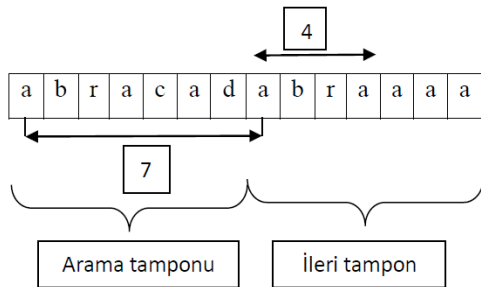 4
a b r a c a d a b r a a a a
7
Arama tamponu
İleri tampon